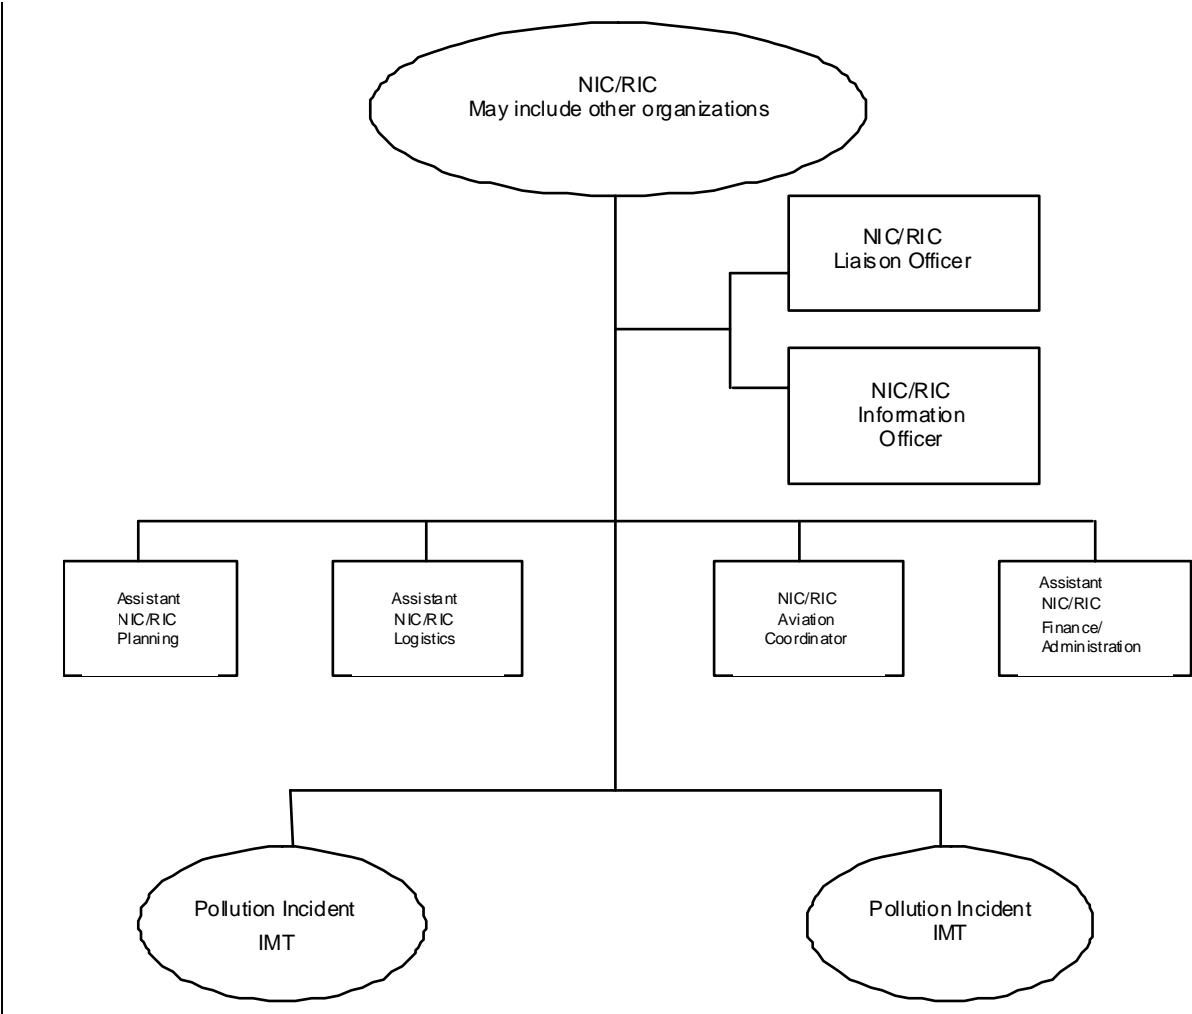 NIC/RIC
May include other organizations
NIC/RIC
Liaison Officer
NIC/RIC
Information
Officer
Assistant
NIC/RIC
Planning
Assistant
NIC/RIC
Logistics
NIC/RIC
Aviation
Coordinator
Assistant
NIC/RIC
Finance/
Administration
Pollution Incident
IMT
Pollution Incident
IMT